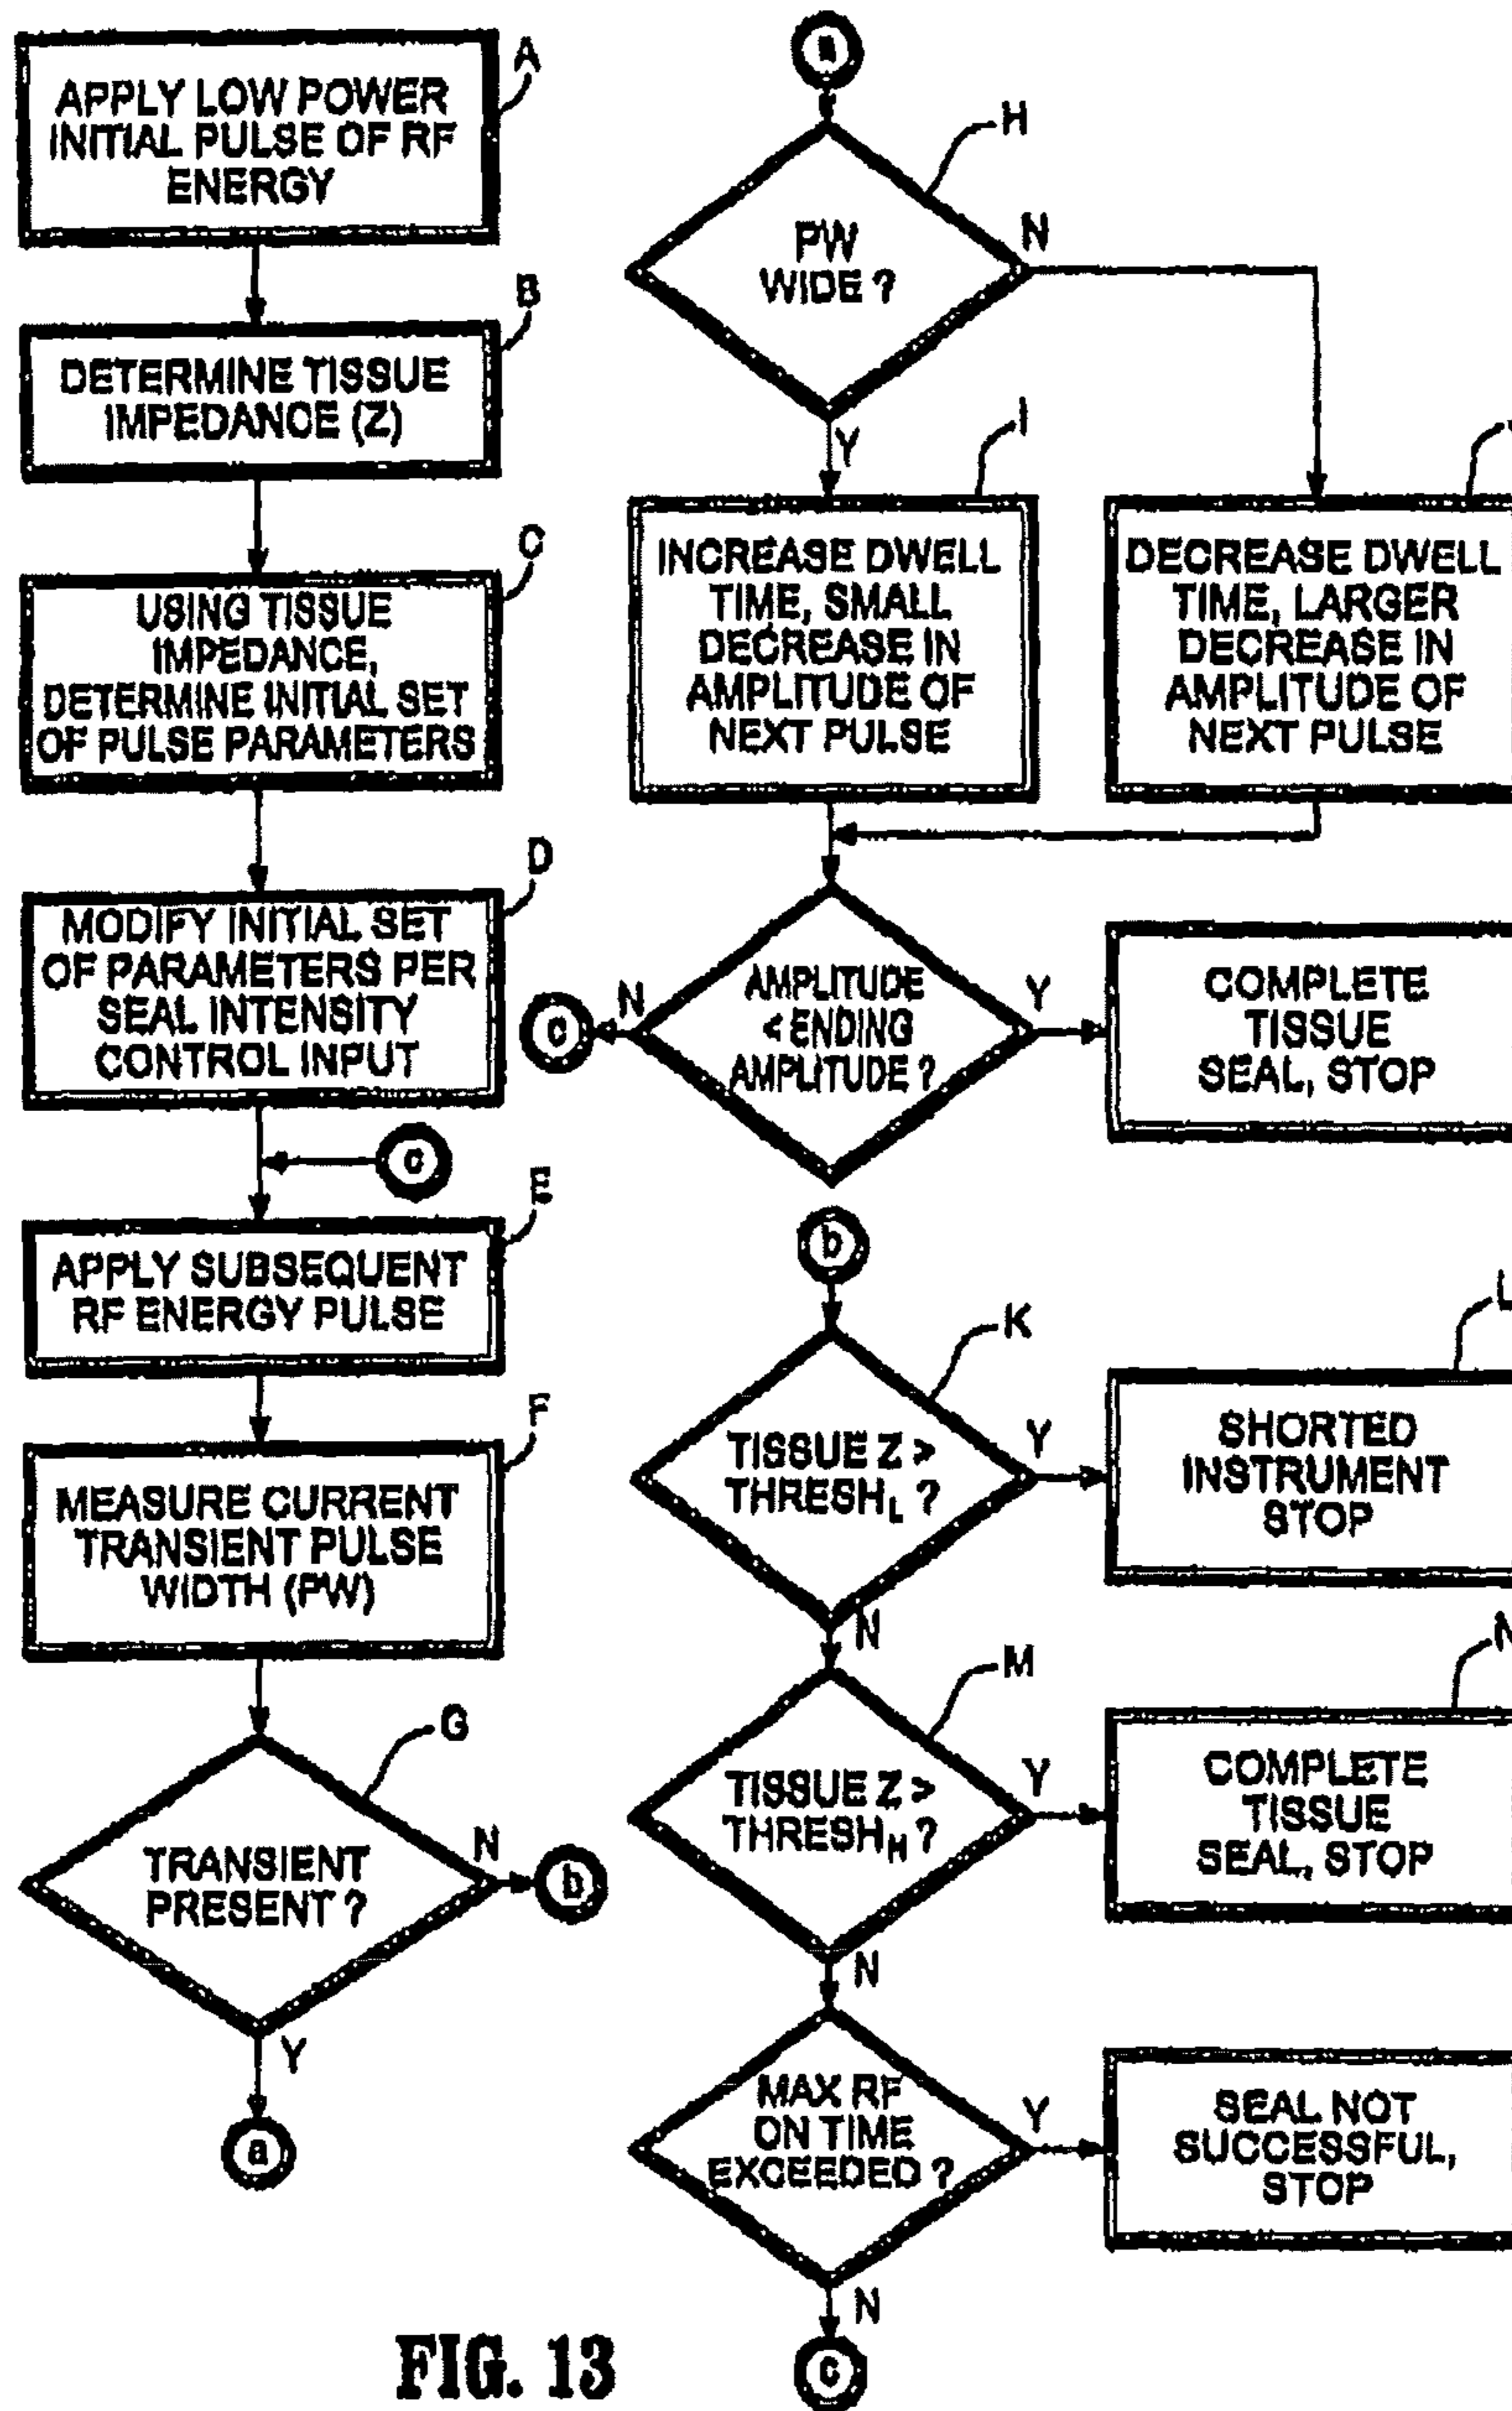 A
APPLY LOW POWER
INITIAL PULSE OF RF
ENERGY
B
DETERMINE TISSUE
IMPEDANCE (Z)
C
USING TISSUE
IMPEDANCE,
DETERMINE INITIAL SET
OF PULSE PARAMETERS
D
MODIFY INITIAL SET
OF PARAMETERS PER
SEAL INTENSITY
CONTROL INPUT
c
E
APPLY SUBSEQUENT
RF ENERGY PULSE
F
MEASURE CURRENT
TRANSIENT PULSE
WIDTH (PW)
G
TRANSIENT
PRESENT ?
N
b
Y
a
a
H
PW
WIDE ?
N
Y
I
INCREASE DWELL
TIME, SMALL
DECREASE IN
AMPLITUDE OF
NEXT PULSE
DECREASE DWELL
TIME, LARGER
DECREASE IN
AMPLITUDE OF
NEXT PULSE
AMPLITUDE
< ENDING
AMPLITUDE ?
N
c
Y
COMPLETE
TISSUE
SEAL, STOP
b
K
TISSUE Z >
THRESH_L ?
Y
L
SHORTED
INSTRUMENT
STOP
N
M
TISSUE Z >
THRESH_H ?
Y
N
COMPLETE
TISSUE
SEAL, STOP
N
MAX RF
ON TIME
EXCEEDED ?
Y
SEAL NOT
SUCCESSFUL,
STOP
N
c
FIG. 13